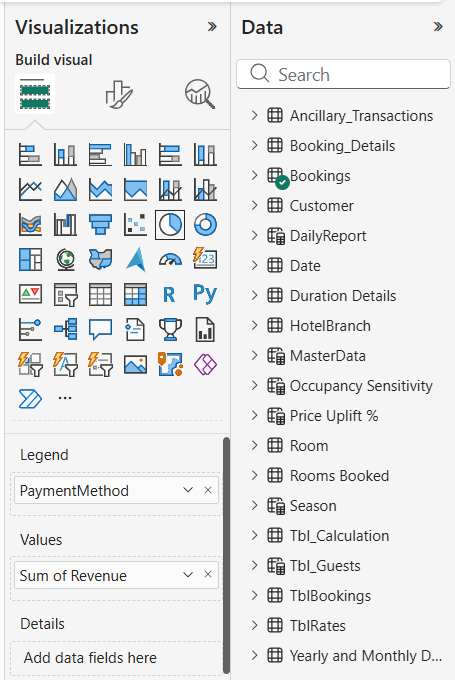 Visualizations
»
Build visual
123
R
Py
...
Legend
PaymentMethod
Values
Sum of Revenue
Details
Add data fields here
Data
»
Search
Ancillary_Transactions
Booking_Details
Bookings
Customer
DailyReport
Date
Duration Details
HotelBranch
MasterData
Occupancy Sensitivity
Price Uplift %
Room
Rooms Booked
Season
Tbl_Calculation
Tbl_Guests
TblBookings
TblRates
Yearly and Monthly D...